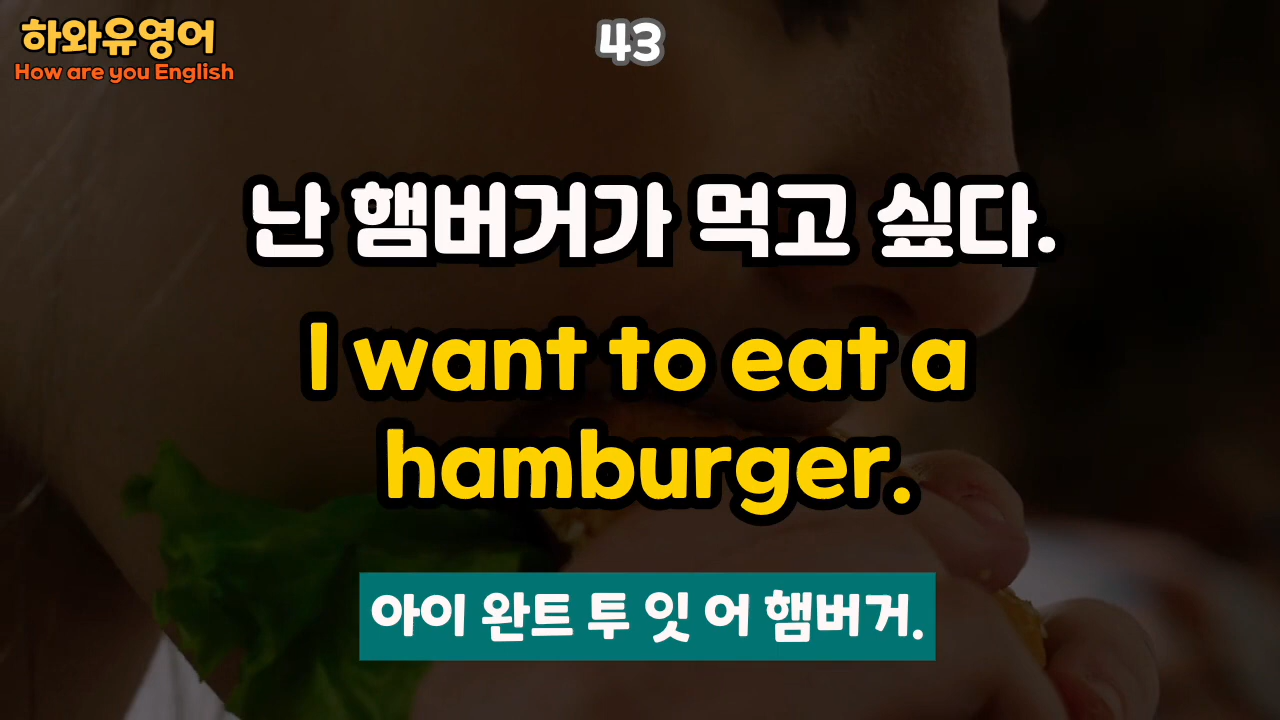 하와유영어
How are you English
43
난 햄버거가 먹고 싶다.
I want to eat a
hamburger.
아이 완트 투 잇 어 햄버거.